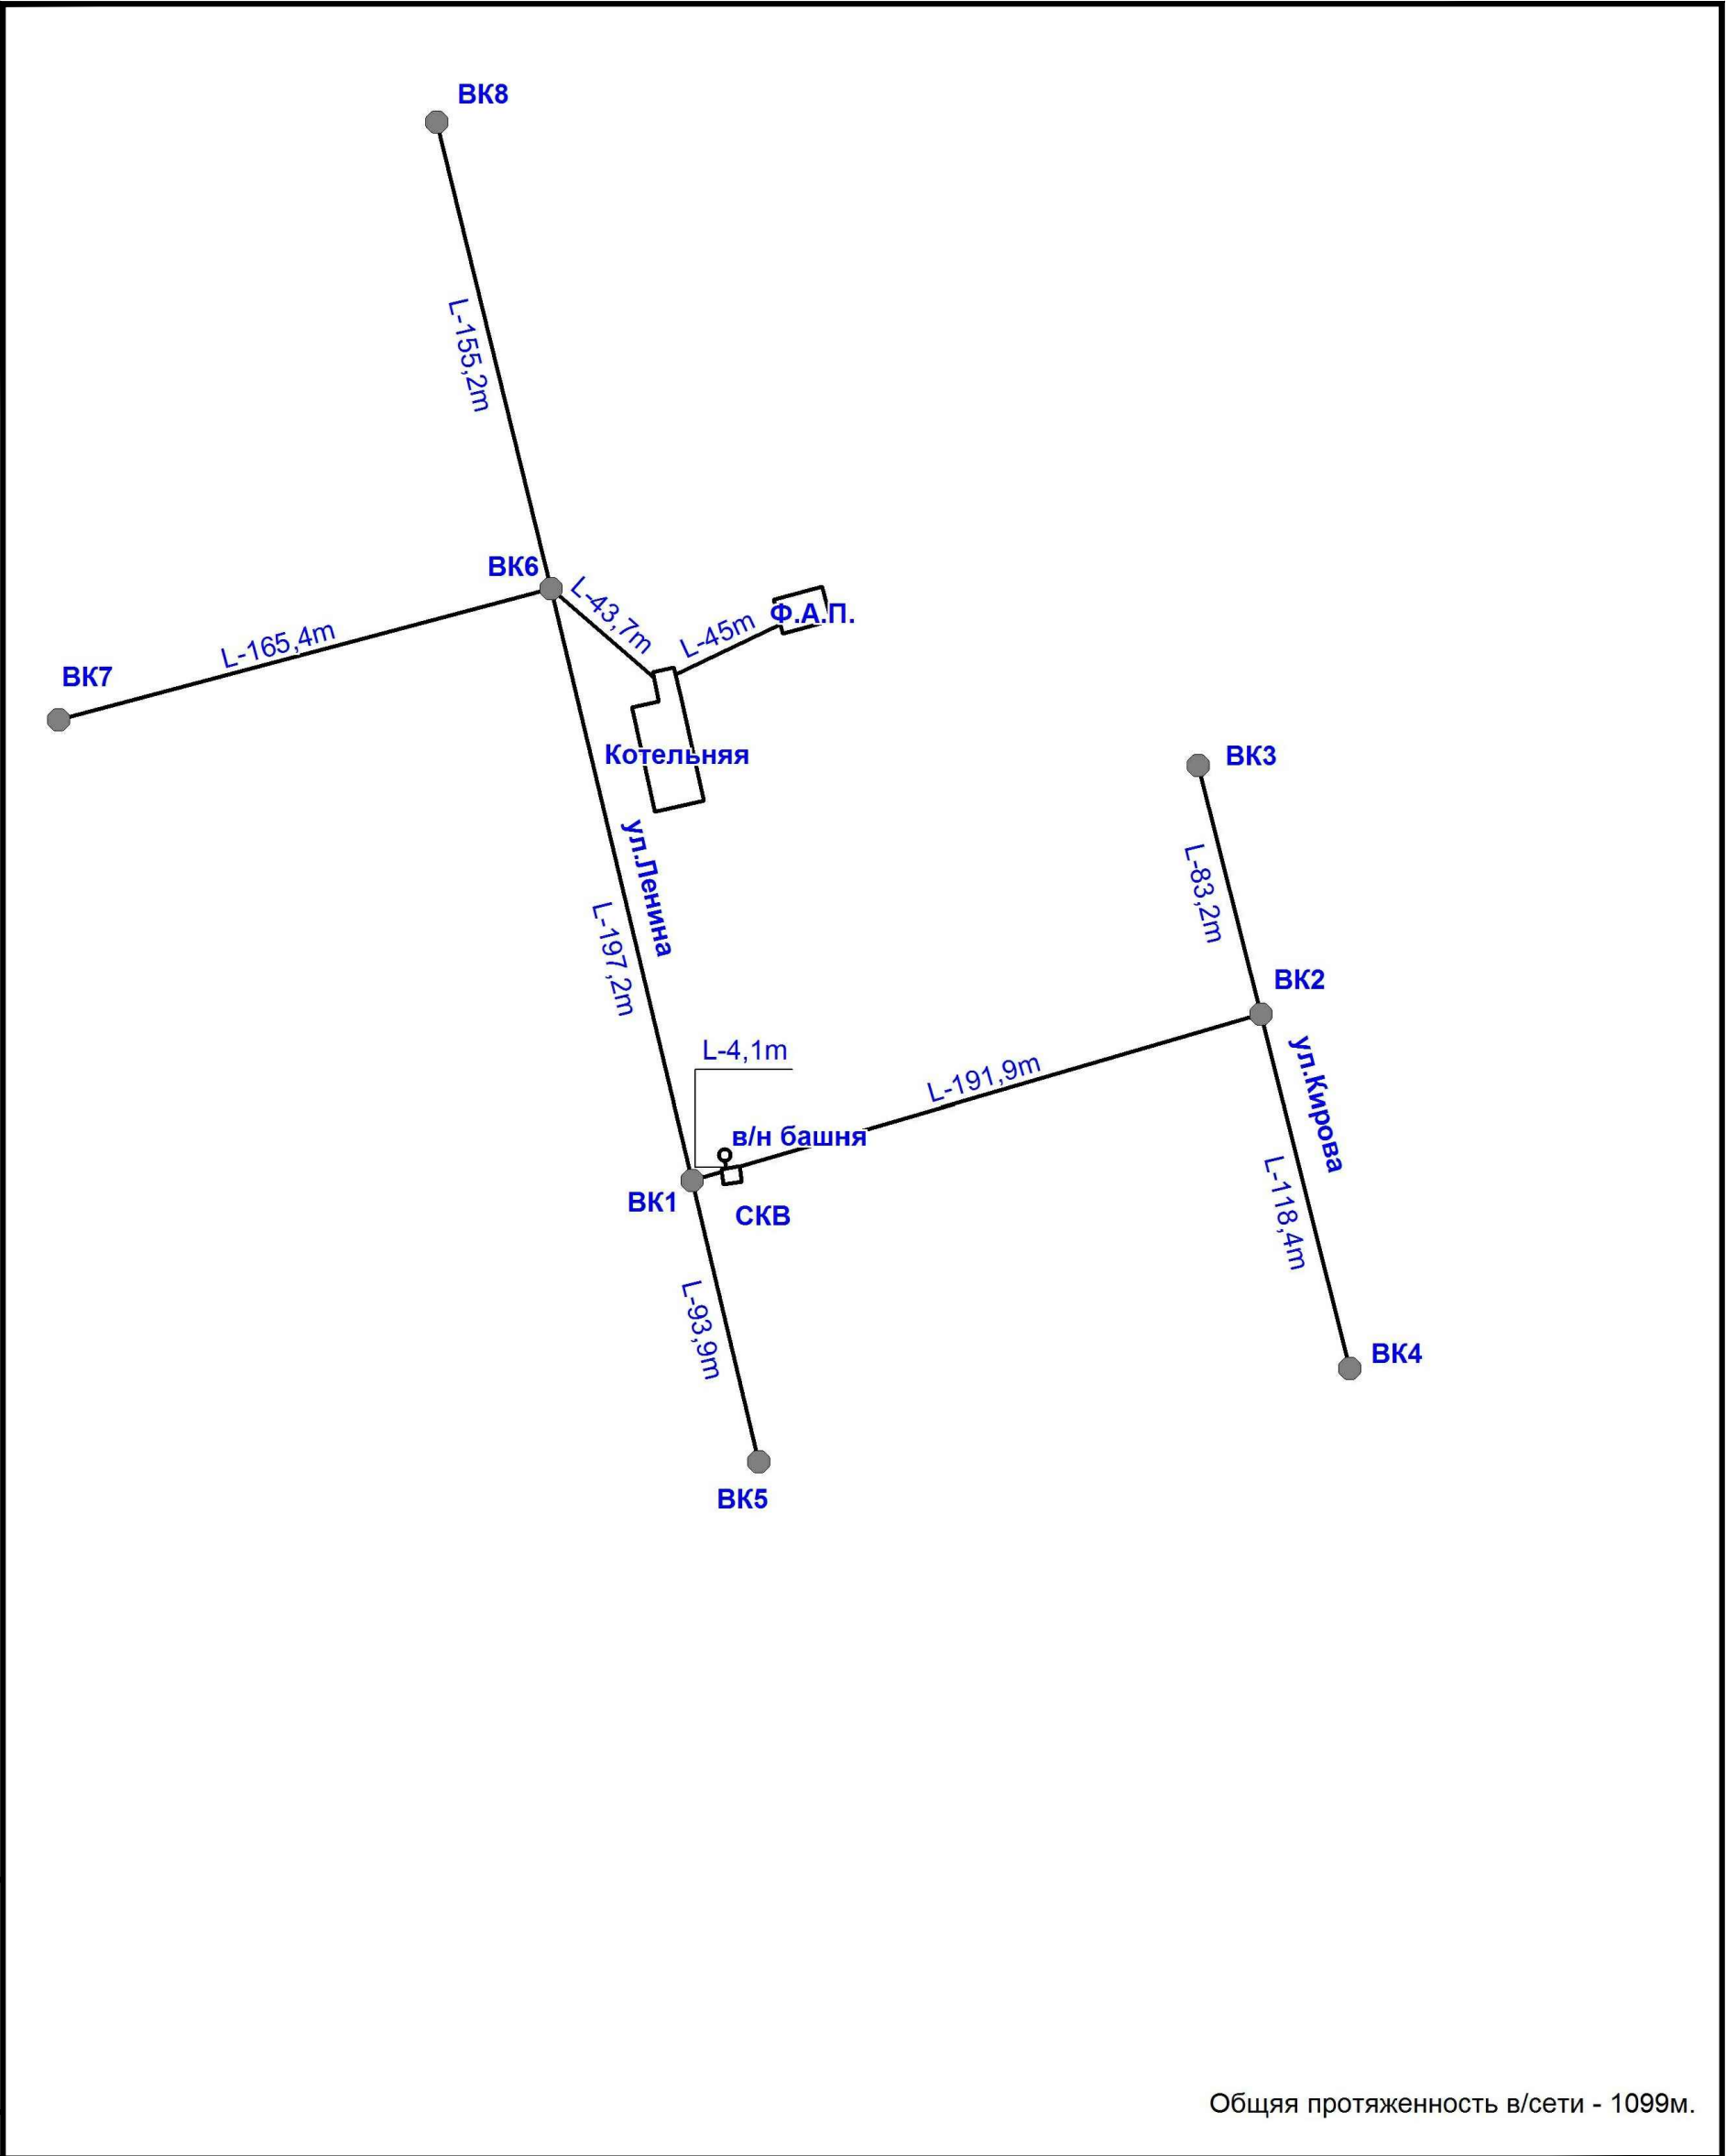 ВК8
L-155,2m
ВК6
L-43,7m
L-45m
Ф.А.П.
L-165,4m
ВК7
Котельняя
ВК3
ул.Ленина
L-83,2m
L-197,2m
ВК2
L-4,1m
L-191,9m
ул.Кирова
в/н башня
ВК1
СКВ
L-118,4m
L-93,9m
ВК4
ВК5
Общяя протяженность в/сети - 1099м.